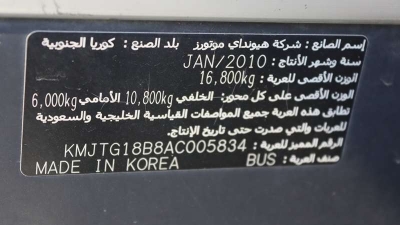 إسم الصانع : شركة هيونداي موتورز    بلد الصنع : كوريا الجنوبية
سنة وشهر الأنتاج : JAN/2010
الوزن الأقصى للعربة : 16,800kg
الوزن الأقصى على كل محور: الخلفي 10,800kg الأمامي 6,000kg
تطابق هذه العربة جميع المواصفات القياسية الخليجية والسعودية
للعربات والتي صدرت حتى تاريخ الإنتاج.
الرقم المميز للعربة : KMJTG18B8AC005834
صنف العربة : BUS    MADE IN KOREA